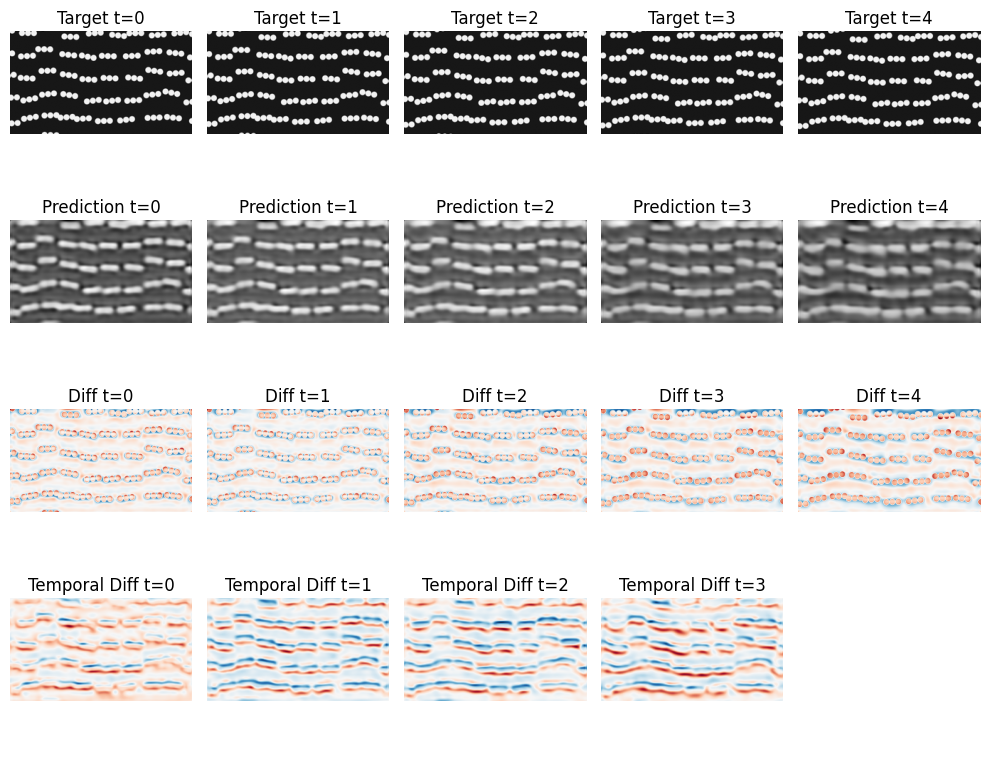 Target t=0 Target t=1 Target t=2 Target t=3 Target t=4
Prediction t=0 Prediction t=1 Prediction t=2 Prediction t=3 Prediction t=4
Diff t=0 Diff t=1 Diff t=2 Diff t=3 Diff t=4
Temporal Diff t=0 Temporal Diff t=1 Temporal Diff t=2 Temporal Diff t=3